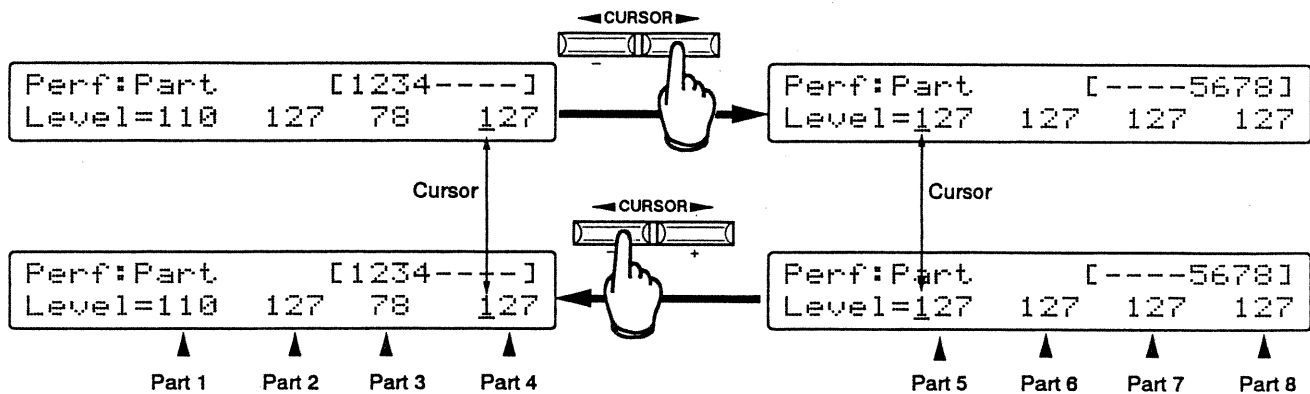 ◄CURSOR►
−
Perf:Part [1234----]
Level=110 127 78 127
Perf:Part [----5678]
Level=127 127 127 127
Cursor
Cursor
◄CURSOR►
− +
Perf:Part [1234----]
Level=110 127 78 127
Perf:Part [----5678]
Level=127 127 127 127
Part 1 Part 2 Part 3 Part 4 Part 5 Part 6 Part 7 Part 8